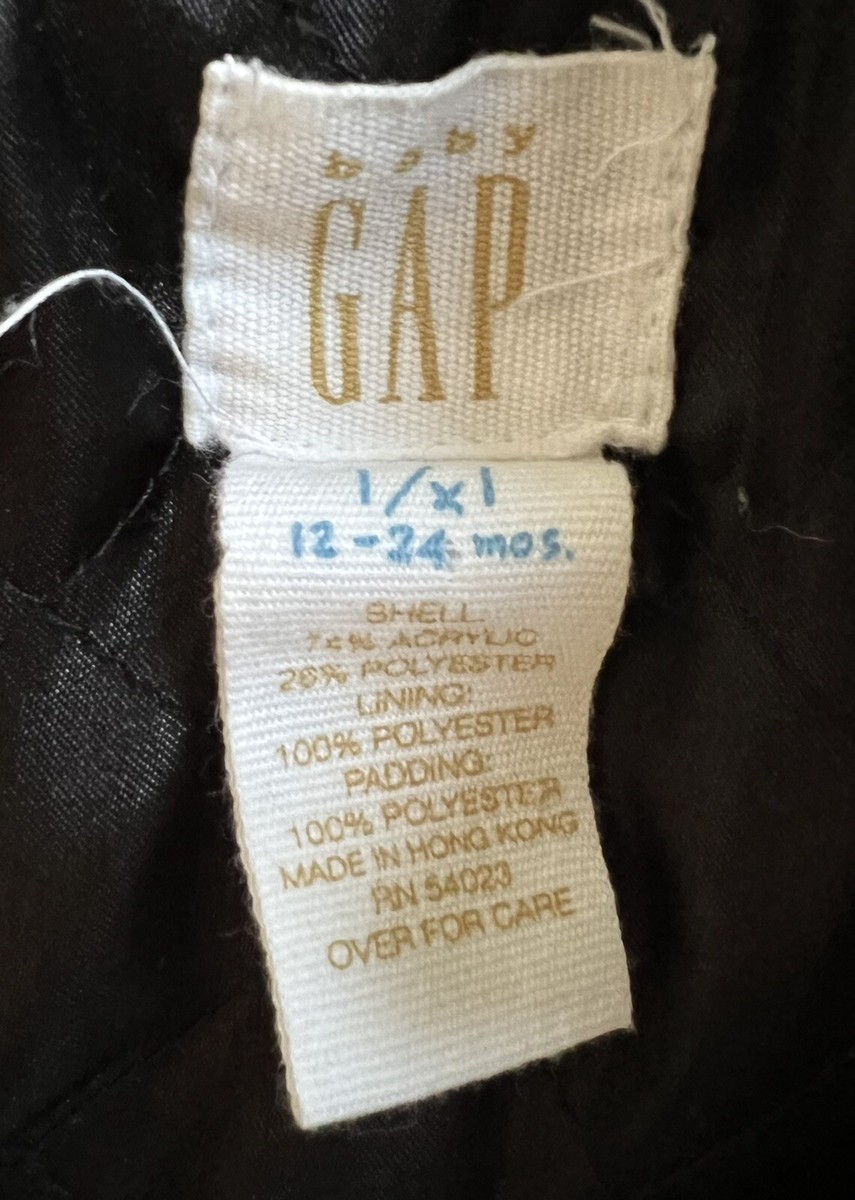 baby
GAP
1/xl
12-24 mos.
SHELL:
74% ACRYLIC
26% POLYESTER
LINING:
100% POLYESTER
PADDING:
100% POLYESTER
MADE IN HONG KONG
RN 54023
OVER FOR CARE